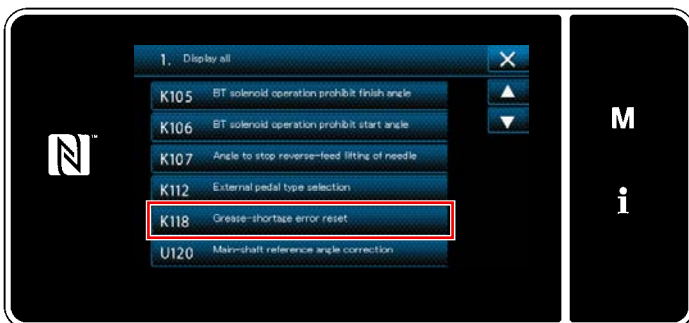 1. Display all
K105 BT solenoid operation prohibit finish angle
K106 BT solenoid operation prohibit start angle
K107 Angle to stop reverse-feed lifting of needle
K112 External pedal type selection
K118 Grease-shortage error reset
U120 Main-shaft reference angle correction
M
i